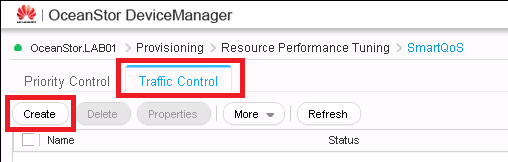 HUAWEI OceanStor DeviceManager
OceanStor.LAB01 > Provisioning > Resource Performance Tuning > SmartQoS
Priority Control Traffic Control
Create Delete Properties More Refresh
Name Status